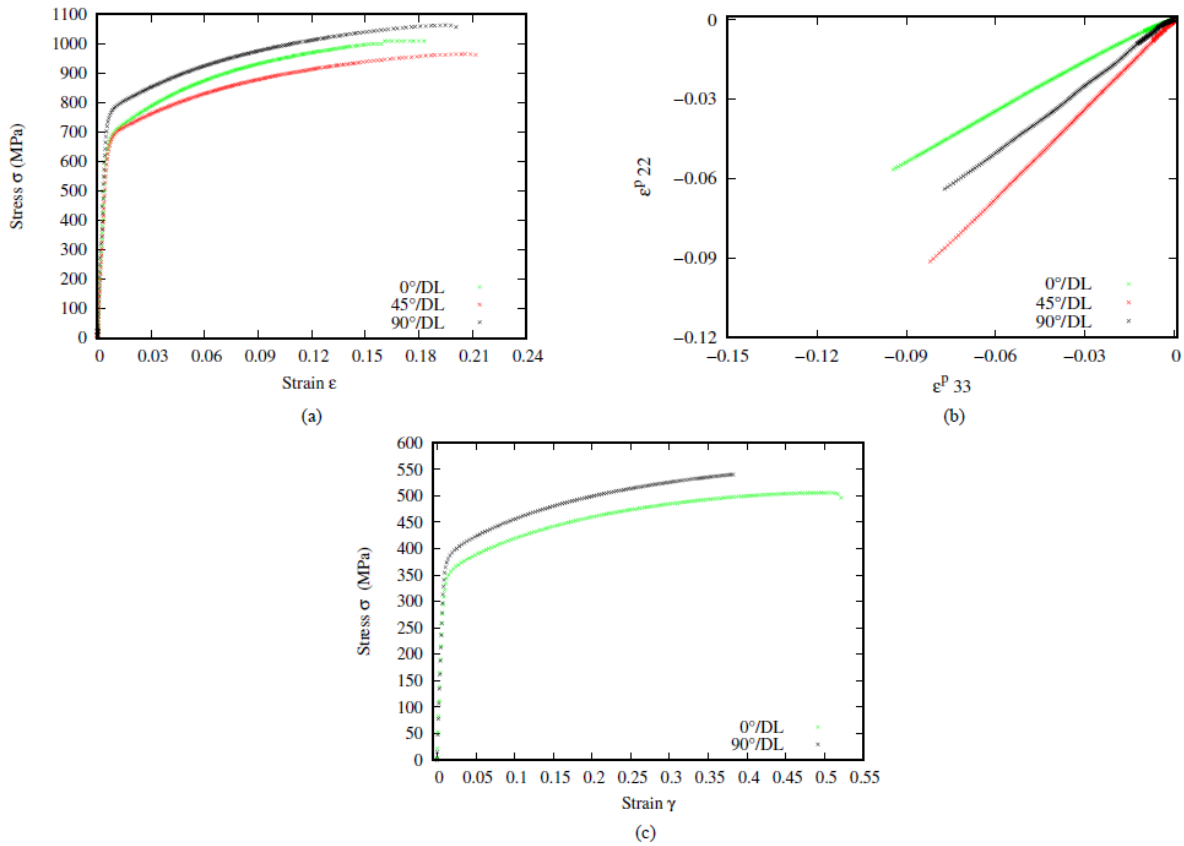 1100
1000
900
800
700
600
500
400
300
200
100
0
Stress σ (MPa)
0°/DL
45°/DL
90°/DL
0 0.03 0.06 0.09 0.12 0.15 0.18 0.21 0.24
Strain ε
(a)
0
−0.03
−0.06
−0.09
−0.12
ε^p 22
0°/DL
45°/DL
90°/DL
−0.15 −0.12 −0.09 −0.06 −0.03 0
ε^p 33
(b)
600
550
500
450
400
350
300
250
200
150
100
50
0
Stress σ (MPa)
0°/DL
90°/DL
0 0.05 0.1 0.15 0.2 0.25 0.3 0.35 0.4 0.45 0.5 0.55
Strain γ
(c)